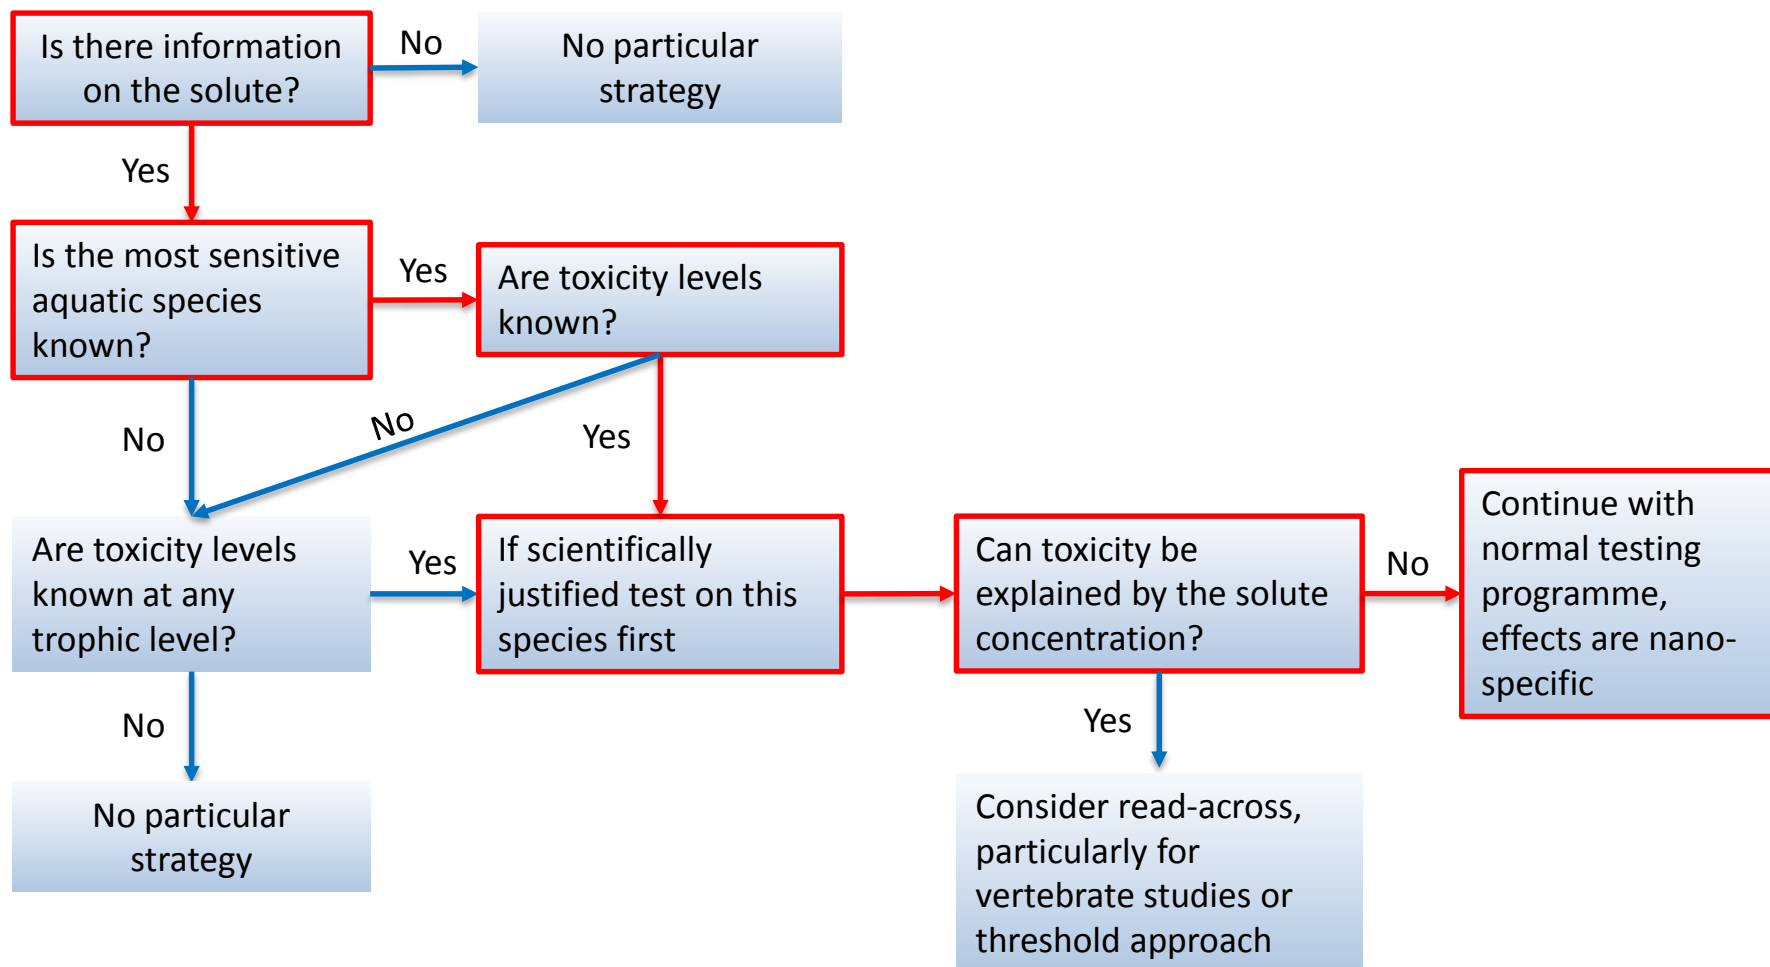 Is there information
on the solute?
No
No particular
strategy
Yes
Is the most sensitive
aquatic species
known?
Yes
Are toxicity levels
known?
No
No
Yes
Are toxicity levels
known at any
trophic level?
Yes
If scientifically
justified test on this
species first
Can toxicity be
explained by the solute
concentration?
No
Continue with
normal testing
programme,
effects are nano-
specific
No
Yes
No particular
strategy
Consider read-across,
particularly for
vertebrate studies or
threshold approach